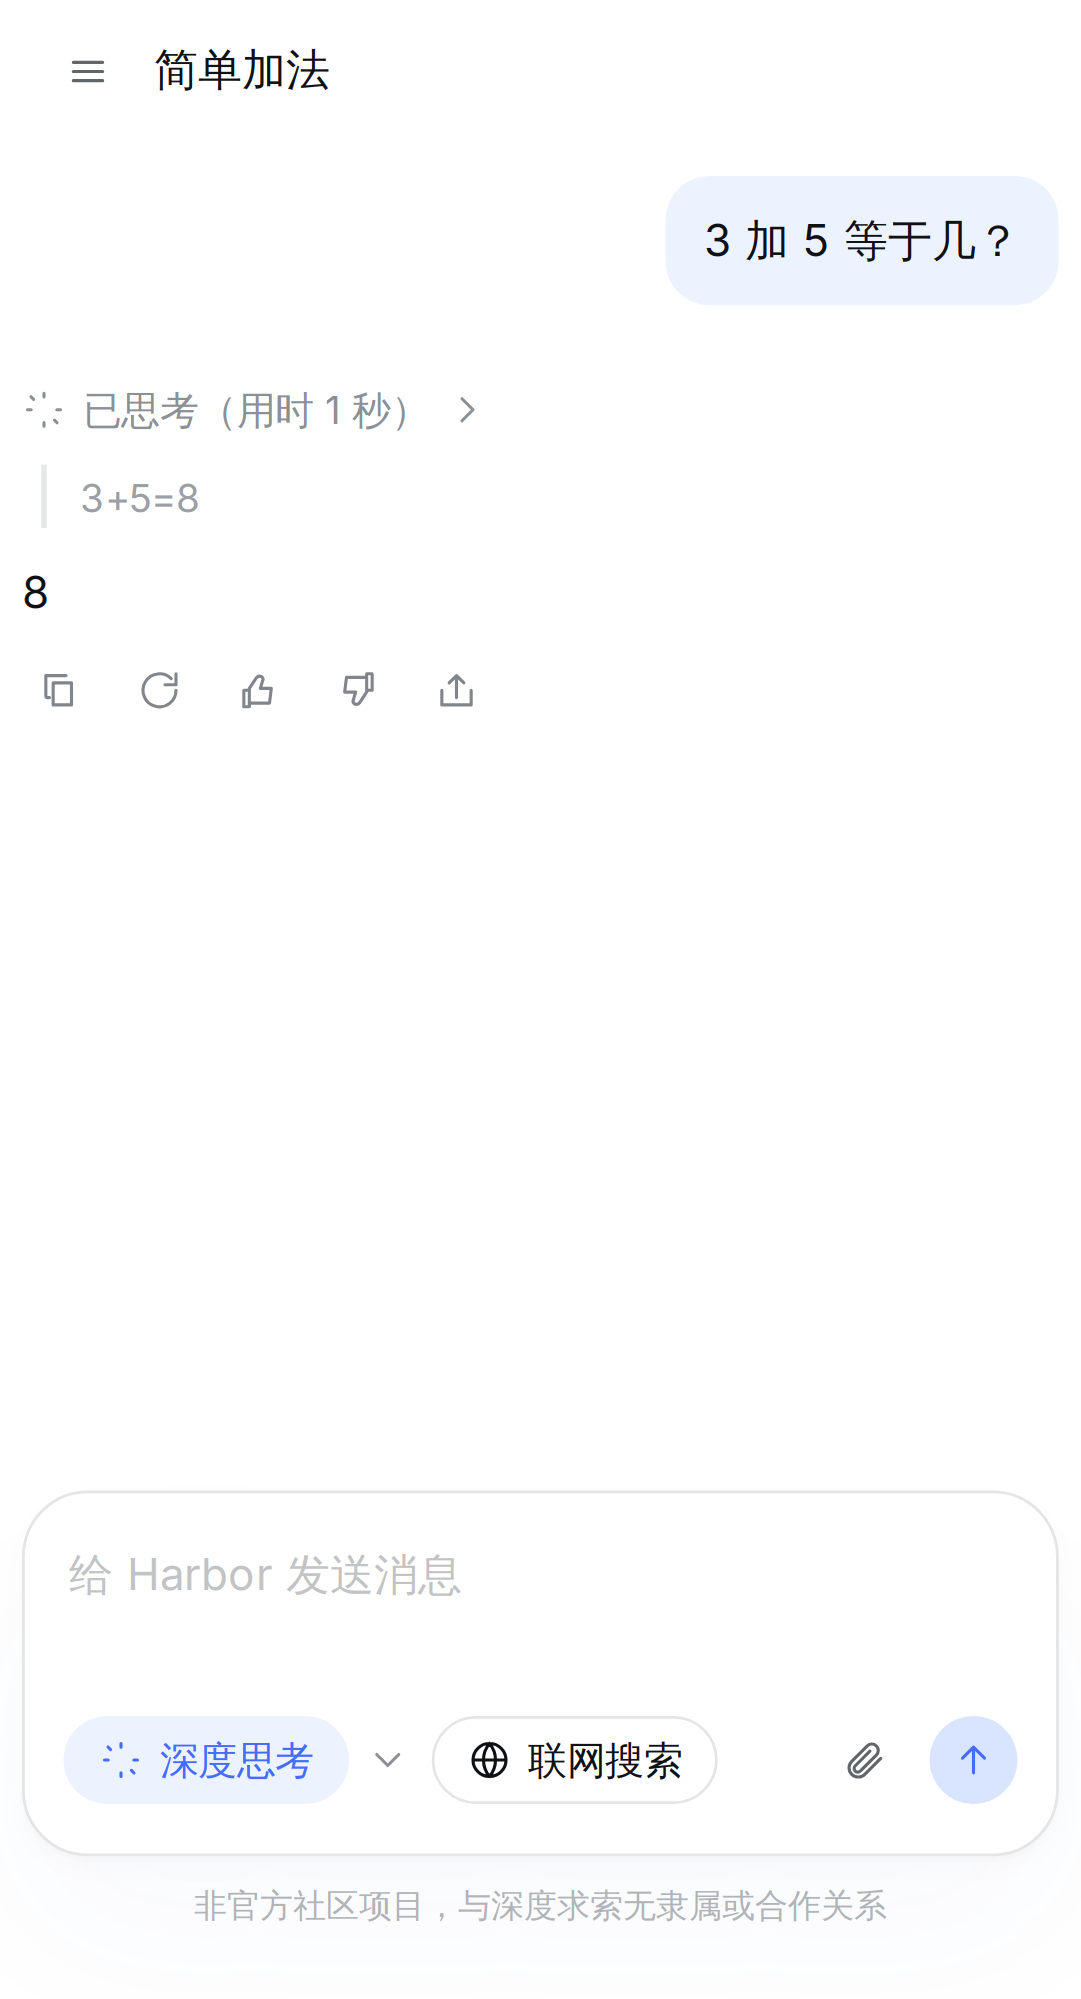 简单加法
3 加 5 等于几？
已思考（用时 1 秒）
3+5=8
8
给 Harbor 发送消息
深度思考
联网搜索
非官方社区项目，与深度求索无隶属或合作关系